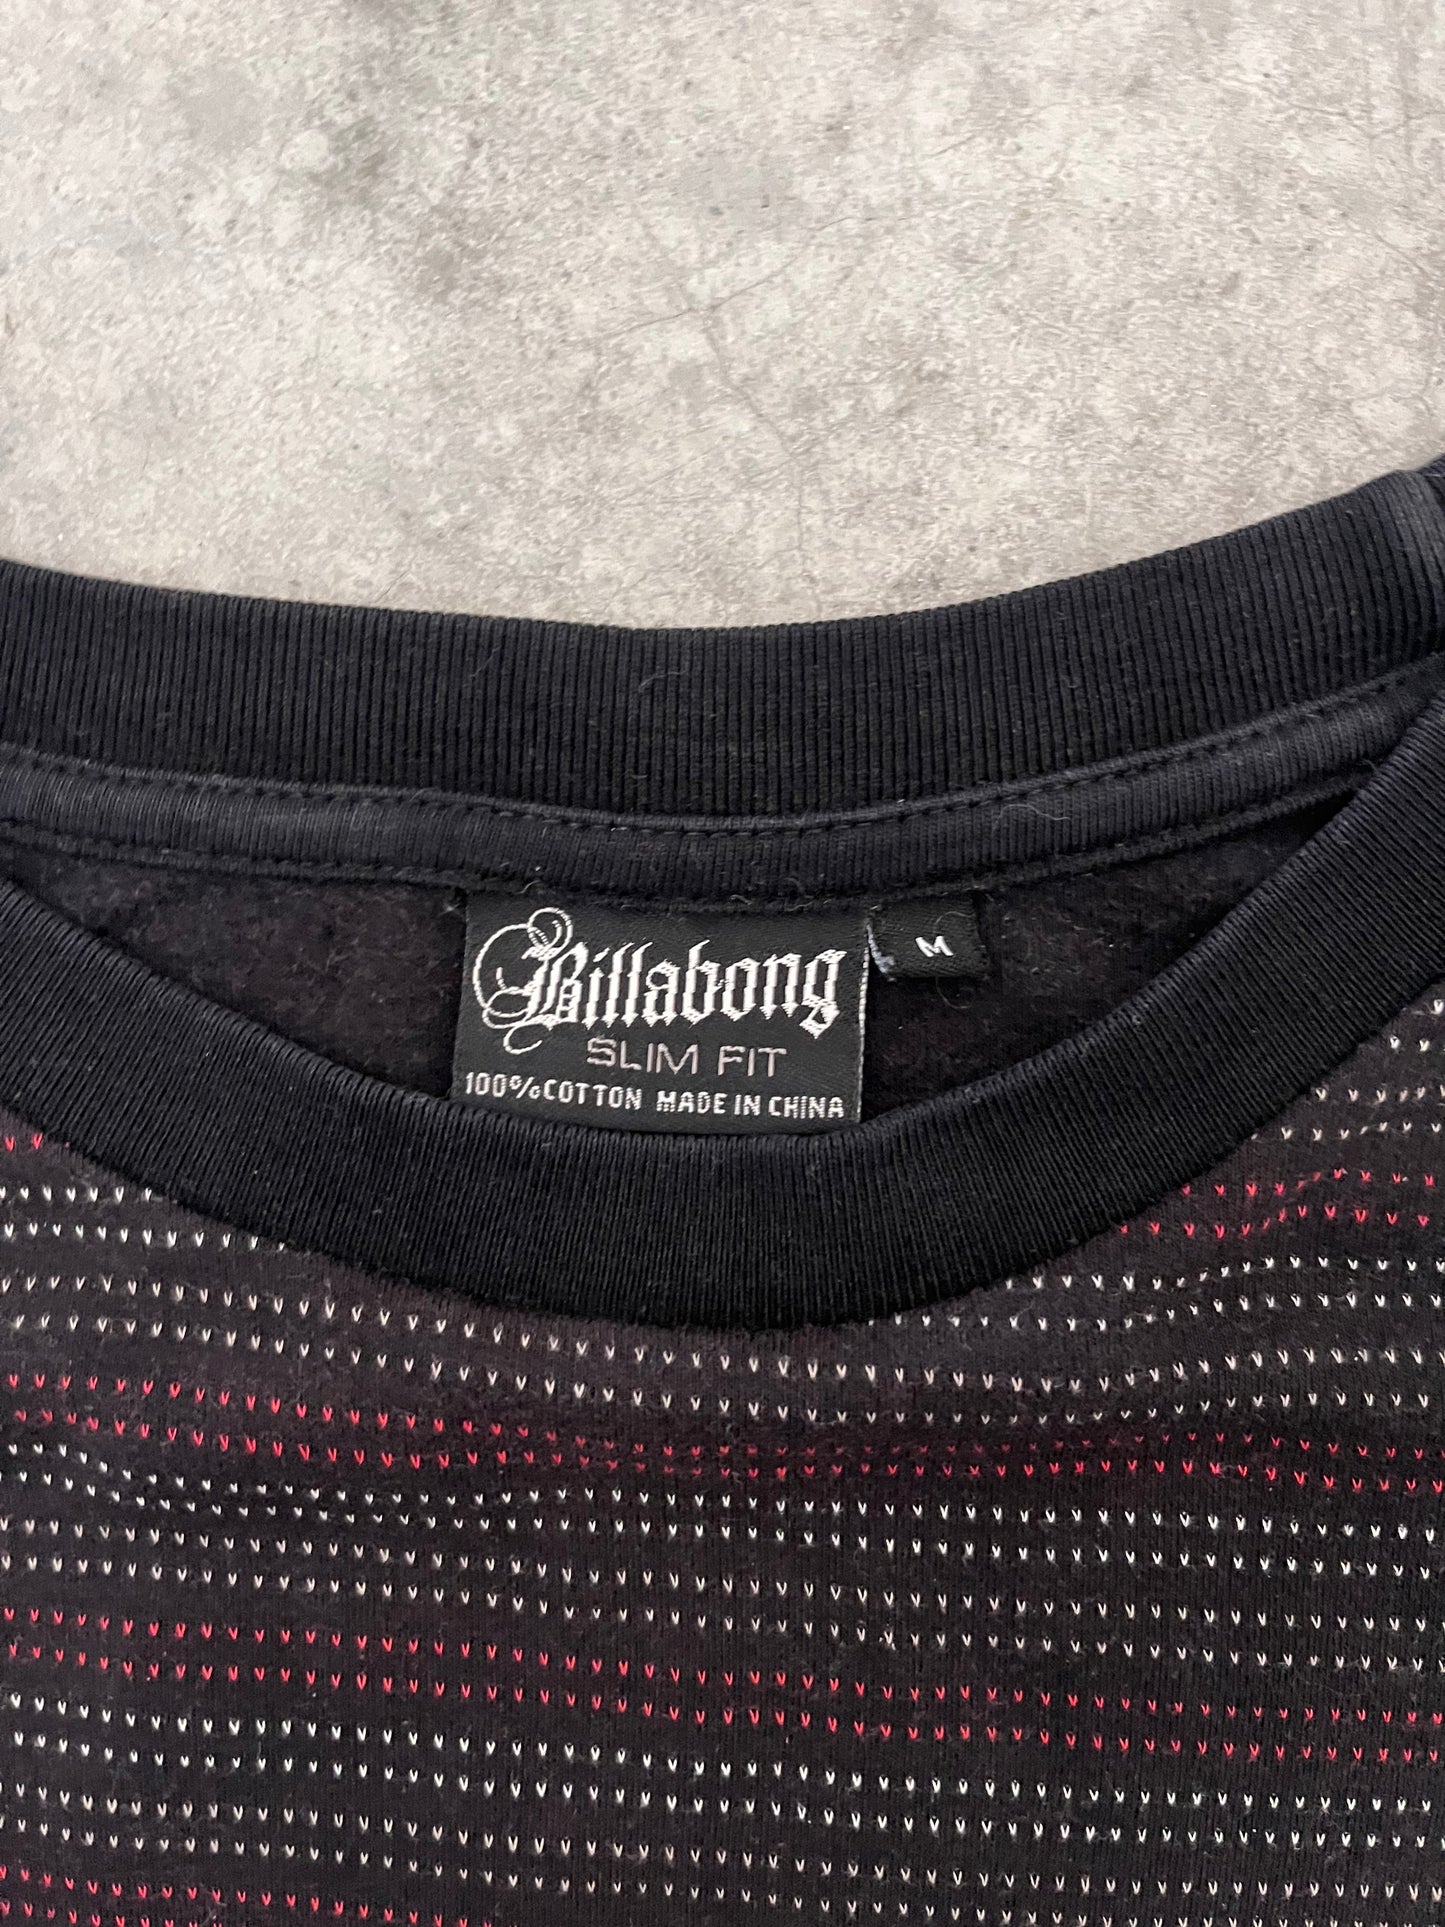 Billabong
M
SLIM FIT
100% COTTON MADE IN CHINA